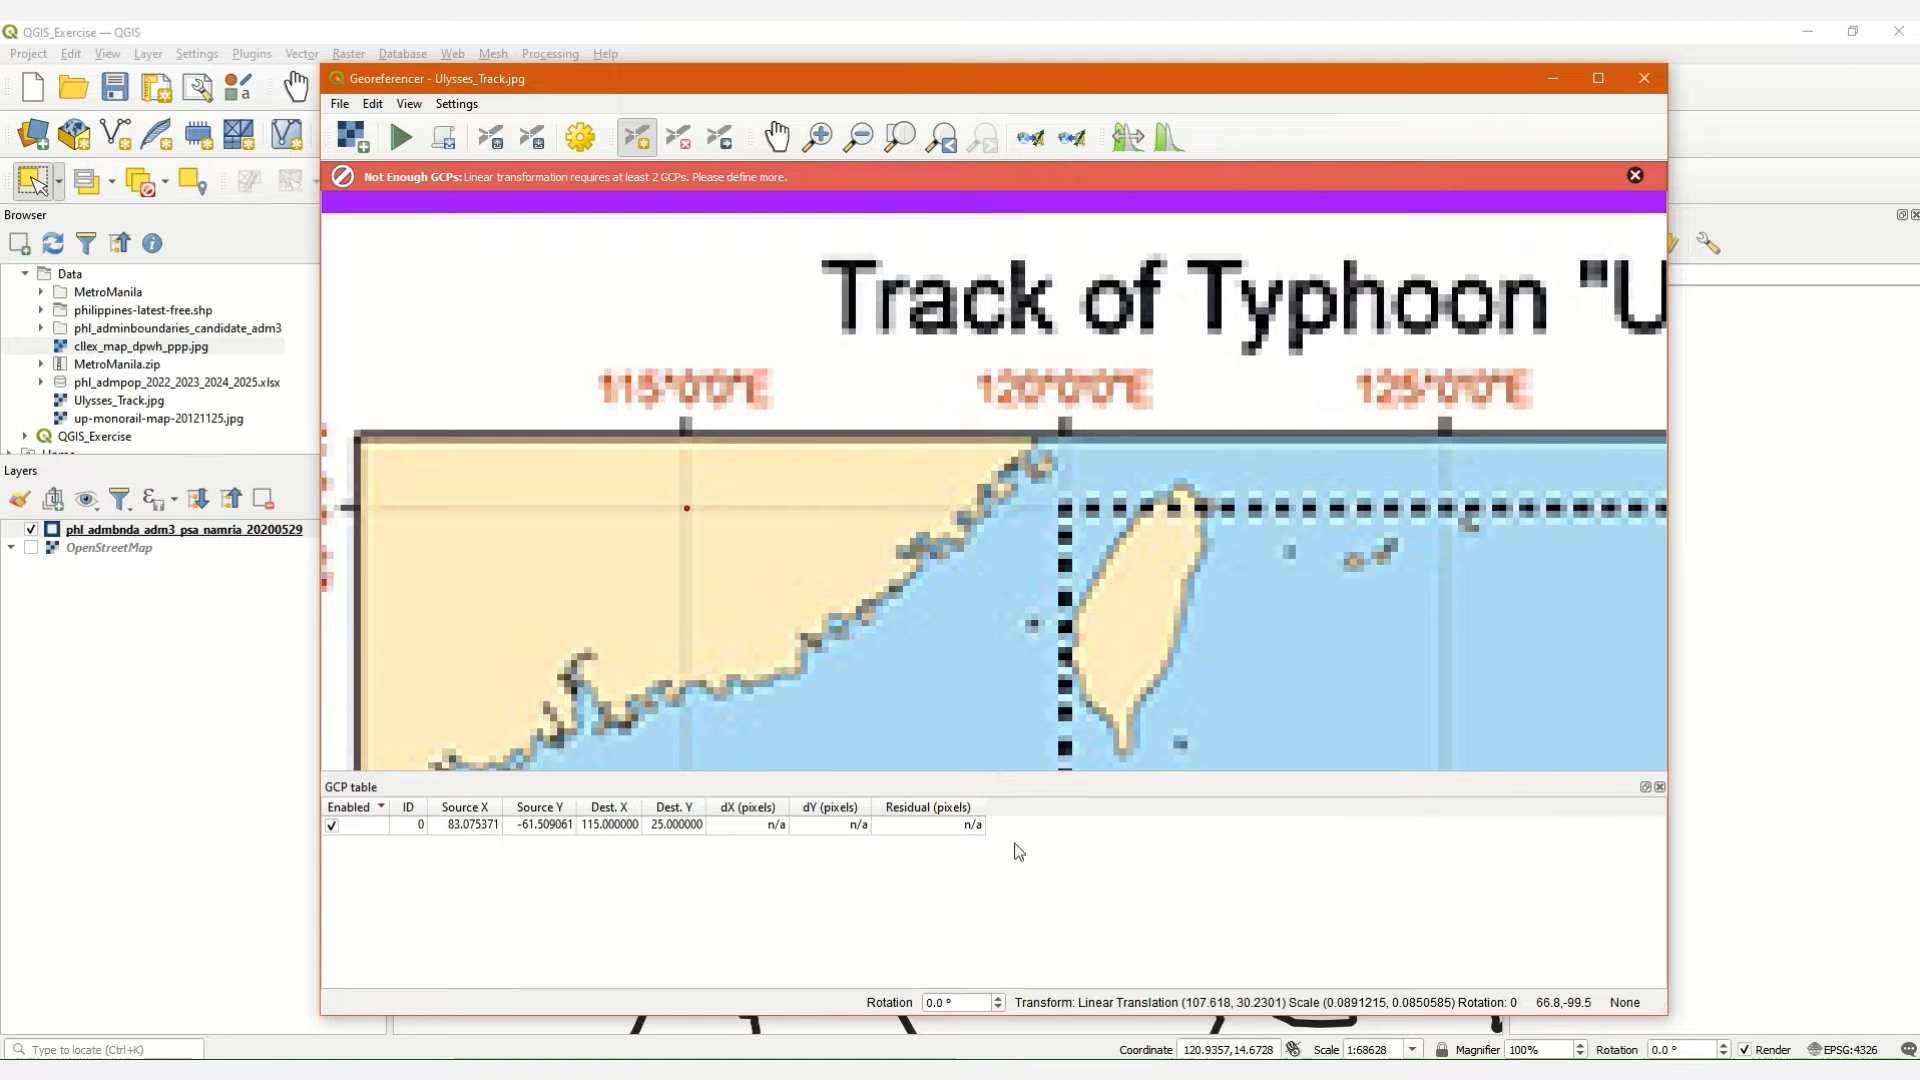 QGIS_Exercise — QGIS
Project Edit View Layer Settings Plugins Vector Raster Database Web Mesh Processing Help
Georeferencer - Ulysses_Track.jpg
File Edit View Settings
Not Enough GCPs: Linear transformation requires at least 2 GCPs. Please define more.
Browser
Data
MetroManila
philippines-latest-free.shp
phl_adminboundaries_candidate_adm3
cllex_map_dpwh_ppp.jpg
MetroManila.zip
phl_admpop_2022_2023_2024_2025.xlsx
Ulysses_Track.jpg
up-monorail-map-20121125.jpg
QGIS_Exercise
Layers
phl_admbnda_adm3_psa_namria_20200529
OpenStreetMap
Track of Typhoon "U
115°0'0"E 120°0'0"E 125°0'0"E
GCP table
Enabled ID Source X Source Y Dest. X Dest. Y dX (pixels) dY (pixels) Residual (pixels)
0 83.075371 -61.509061 115.000000 25.000000 n/a n/a n/a
Rotation 0.0 ° Transform: Linear Translation (107.618, 30.2301) Scale (0.0891215, 0.0850585) Rotation: 0 66.8,-99.5 None
Type to locate (Ctrl+K) Coordinate 120.9357,14.6728 Scale 1:68628 Magnifier 100% Rotation 0.0 ° Render EPSG:4326